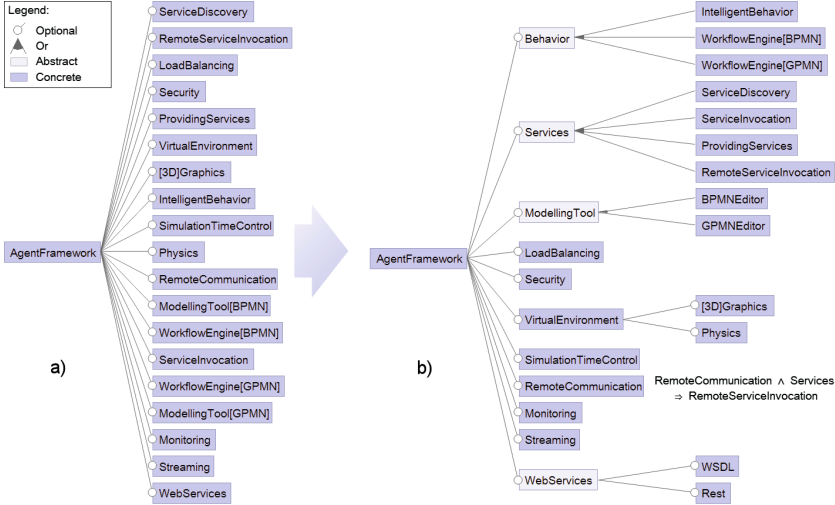 Legend:
Optional
Or
Abstract
Concrete
AgentFramework
ServiceDiscovery
RemoteServiceInvocation
LoadBalancing
Security
ProvidingServices
VirtualEnvironment
[3D]Graphics
IntelligentBehavior
SimulationTimeControl
Physics
RemoteCommunication
ModellingTool[BPMN]
WorkflowEngine[BPMN]
ServiceInvocation
WorkflowEngine[GPMN]
ModellingTool[GPMN]
Monitoring
Streaming
WebServices
a)
AgentFramework
Behavior
IntelligentBehavior
WorkflowEngine[BPMN]
WorkflowEngine[GPMN]
Services
ServiceDiscovery
ServiceInvocation
ProvidingServices
RemoteServiceInvocation
ModellingTool
BPMNEditor
GPMNEditor
LoadBalancing
Security
VirtualEnvironment
[3D]Graphics
Physics
SimulationTimeControl
RemoteCommunication
Monitoring
Streaming
WebServices
WSDL
Rest
RemoteCommunication ∧ Services
⇒ RemoteServiceInvocation
b)